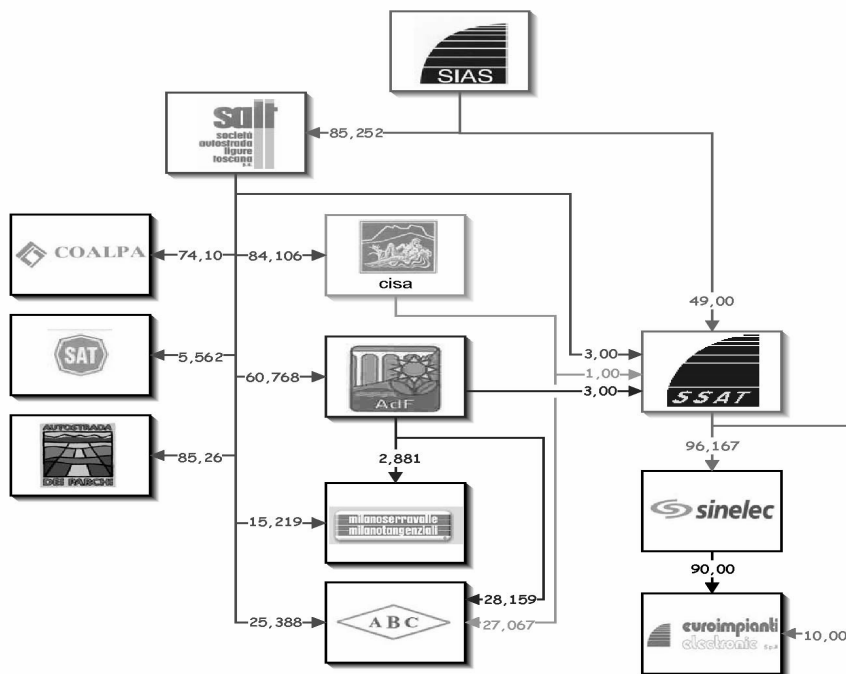 SIAS
salt
società
autostrada
ligure
toscana
85,252
COALPA
74,10
84,106
cisa
49,00
SAT
5,562
3,00
60,768
1,00
AdF
3,00
SSAT
AUTOSTRADA
DEI PARCHI
85,26
2,881
96,167
15,219
milanoserravalle
milanotangenziali
sinelec
90,00
28,159
25,388
ABC
27,067
euroimpianti
electronic S.p.A
10,00